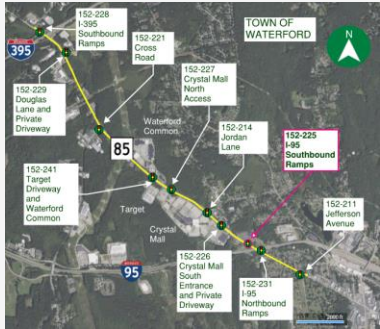 152-228
I-395
Southbound
Ramps
TOWN OF
WATERFORD
N
395
152-221
Cross
Road
152-227
Crystal Mall
North
Access
152-229
Douglas
Lane and
Private
Driveway
Waterford
Common
152-214
Jordan
Lane
85
152-225
I-95
Southbound
Ramps
152-241
Target
Driveway
and
Waterford
Common
152-211
Jefferson
Avenue
Target
Crystal
Mall
95
152-226
Crystal Mall
South
Entrance
and Private
Driveway
152-231
I-95
Northbound
Ramps